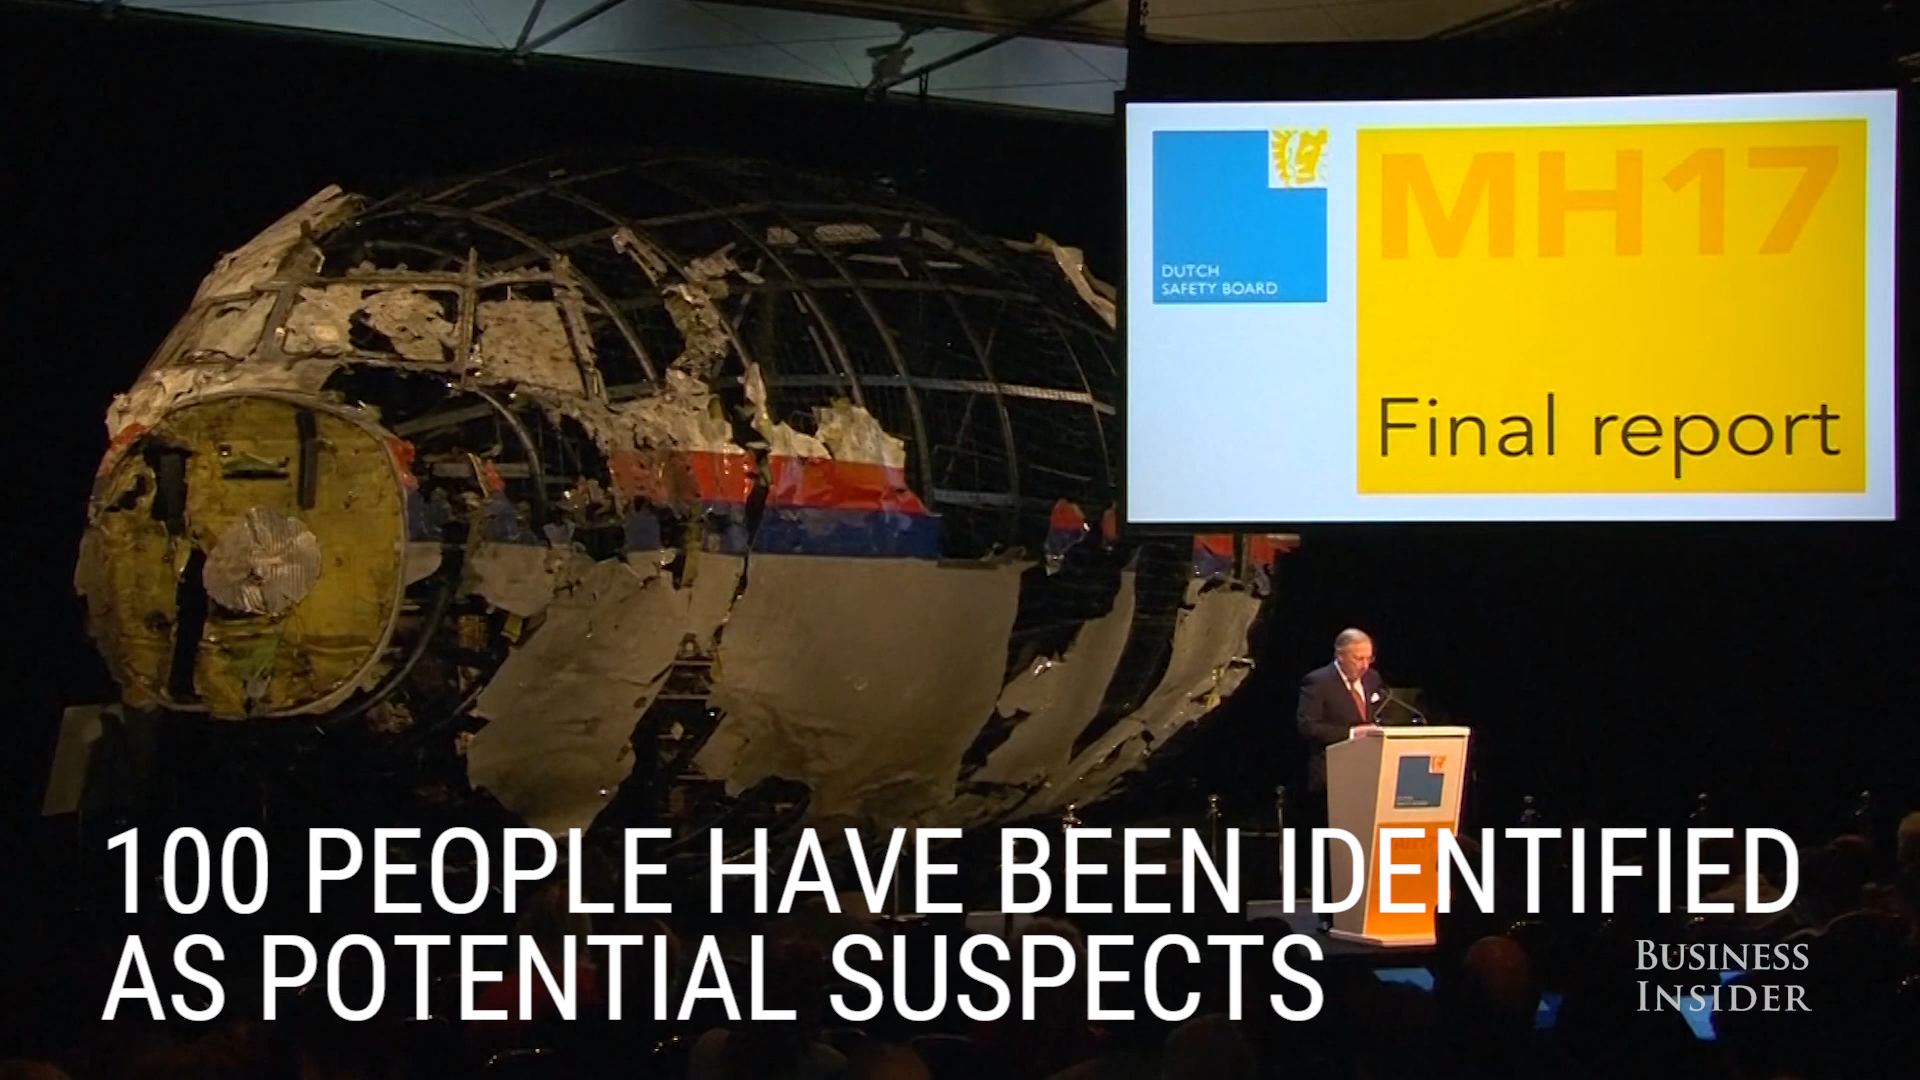 MH17
DUTCH
SAFETY BOARD
Final report
100 PEOPLE HAVE BEEN IDENTIFIED
AS POTENTIAL SUSPECTS
BUSINESS
INSIDER